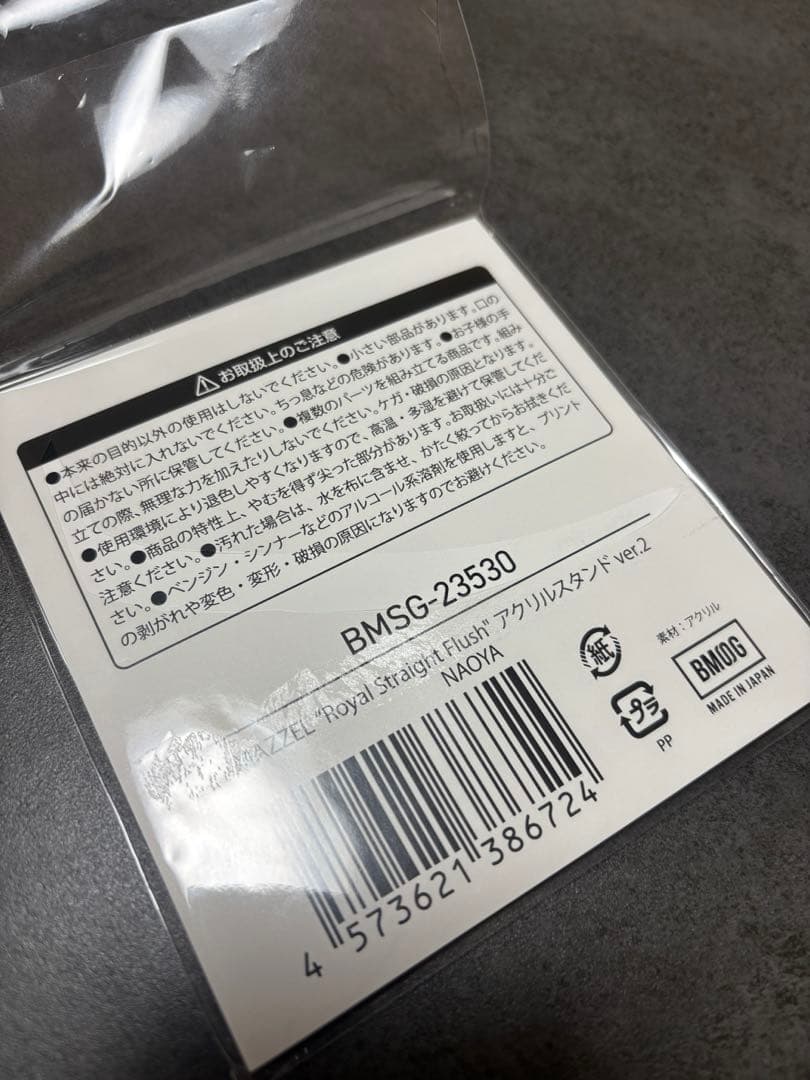 ⚠お取扱上のご注意
●本来の目的以外の使用はしないでください。●小さい部品があります。口の
中には絶対に入れないでください。ちっ息などの危険があります。●お子様の手
の届かない所に保管してください。●複数のパーツを組み立てる商品です。組み
立ての際、無理な力を加えたりしないでください。ケガ・破損の原因となります。
●使用環境により退色しやすくなりますので、高温・多湿を避けて保管してくだ
さい。●商品の特性上、やむを得ず尖った部分があります。お取扱いには十分ご
注意ください。●汚れた場合は、水を布に含ませ、かたく絞ってからお拭きくだ
さい。●ベンジン・シンナーなどのアルコール系溶剤を使用しますと、プリント
の剥がれや変色・変形・破損の原因になりますのでお避けください。
BMSG-23530
MAZZEL "Royal Straight Flush" アクリルスタンド ver.2
NAOYA
4 573621 386724
紙
プラ
PP
素材：アクリル
BMSG
MADE IN JAPAN